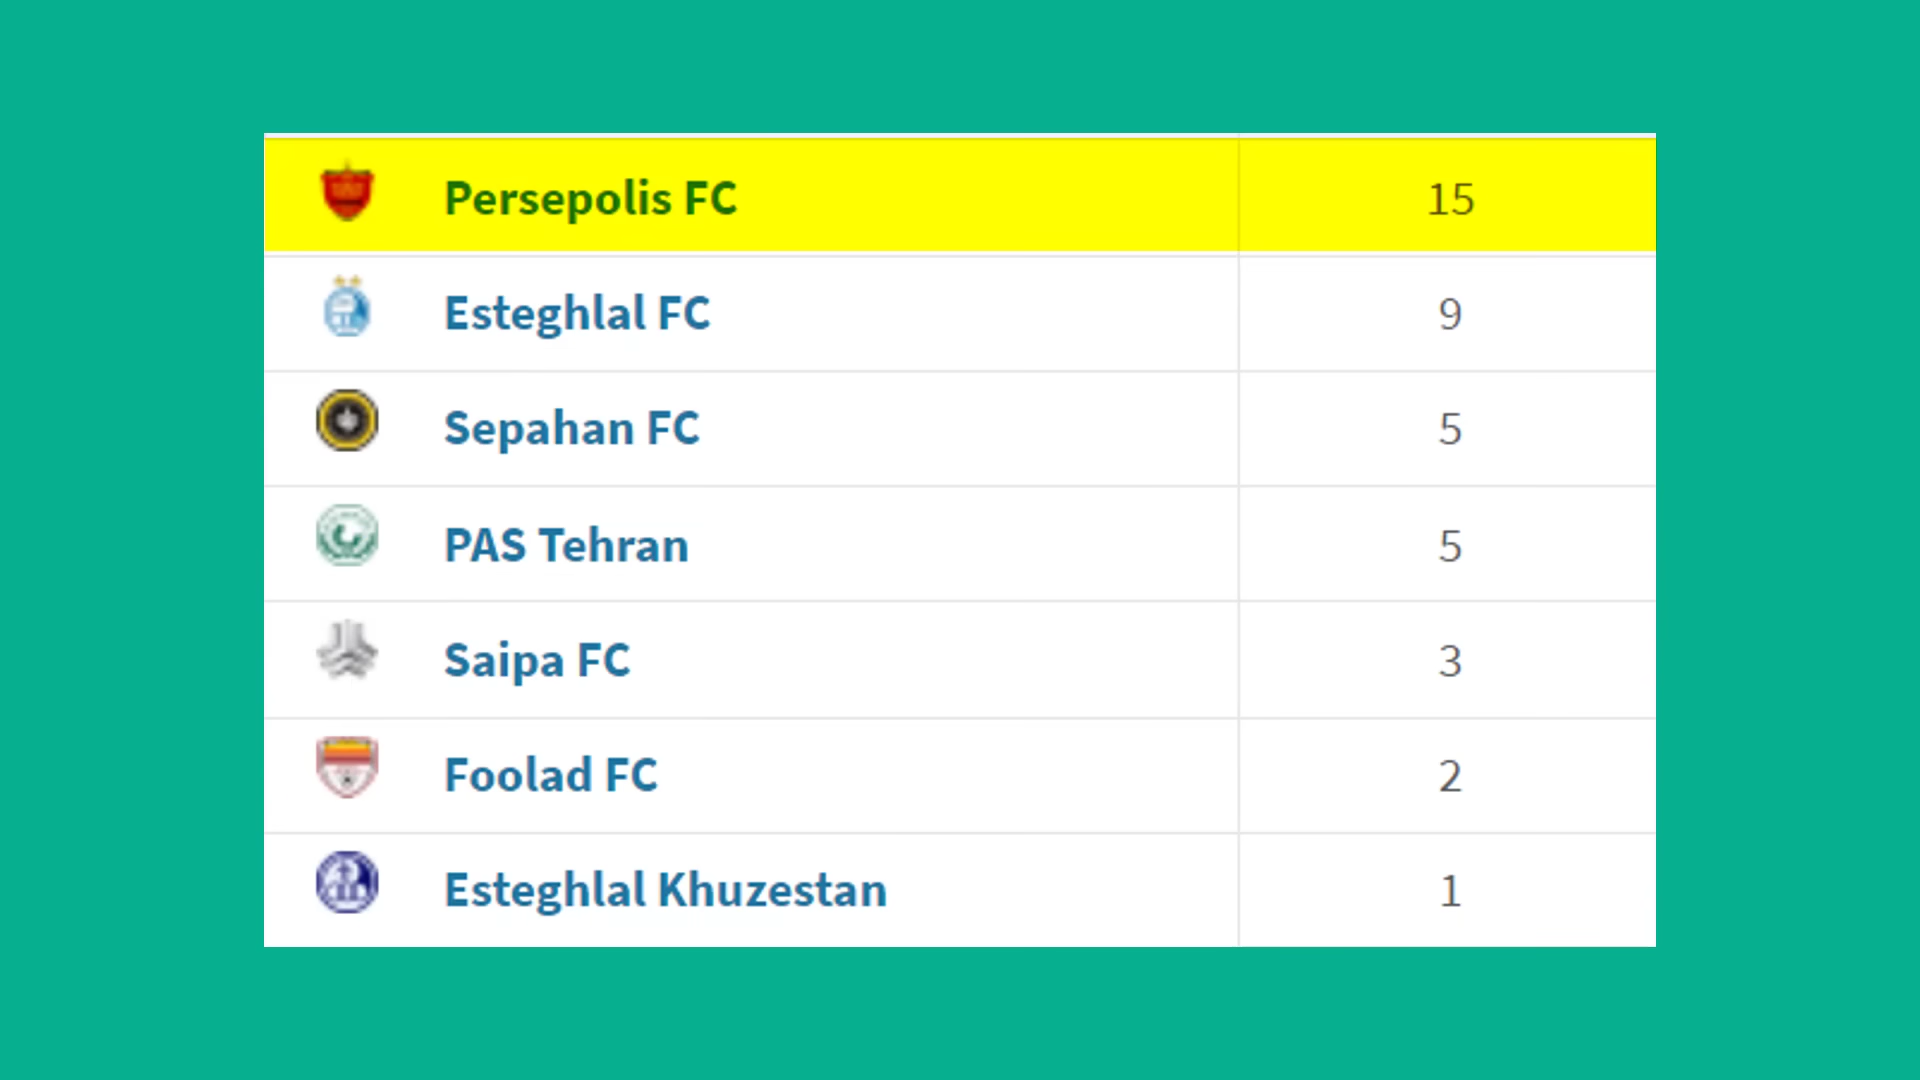 Persepolis FC 15
Esteghlal FC 9
Sepahan FC 5
PAS Tehran 5
Saipa FC 3
Foolad FC 2
Esteghlal Khuzestan 1